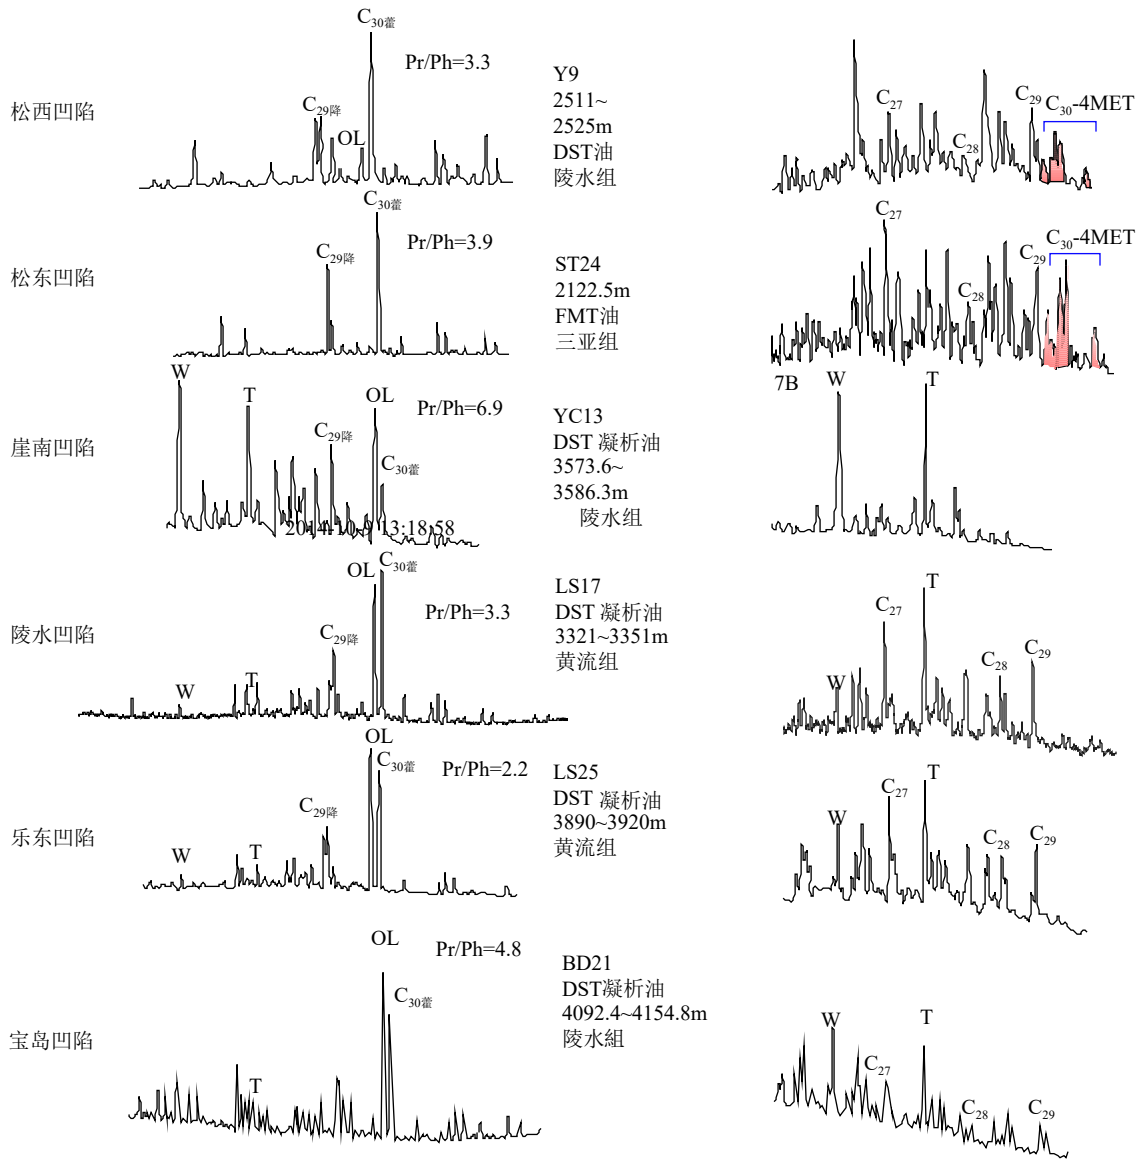 松西凹陷
C30藿
Pr/Ph=3.3
C29降
OL
Y9
2511~
2525m
DST油
陵水组
C27
C28
C29
C30-4MET
松东凹陷
C30藿
Pr/Ph=3.9
C29降
ST24
2122.5m
FMT油
三亚组
C27
C28
C29
C30-4MET
崖南凹陷
W
T
OL
Pr/Ph=6.9
C29降
C30藿
2014-10-9 13:18:58
YC13
DST 凝析油
3573.6~
3586.3m
陵水组
7B
W
T
陵水凹陷
OL
C30藿
Pr/Ph=3.3
C29降
W
T
LS17
DST 凝析油
3321~3351m
黄流组
W
C27
T
C28
C29
乐东凹陷
OL
C30藿
Pr/Ph=2.2
C29降
W
T
LS25
DST 凝析油
3890~3920m
黄流组
W
C27
T
C28
C29
宝岛凹陷
OL
Pr/Ph=4.8
C30藿
T
BD21
DST凝析油
4092.4~4154.8m
陵水組
W
C27
T
C28
C29